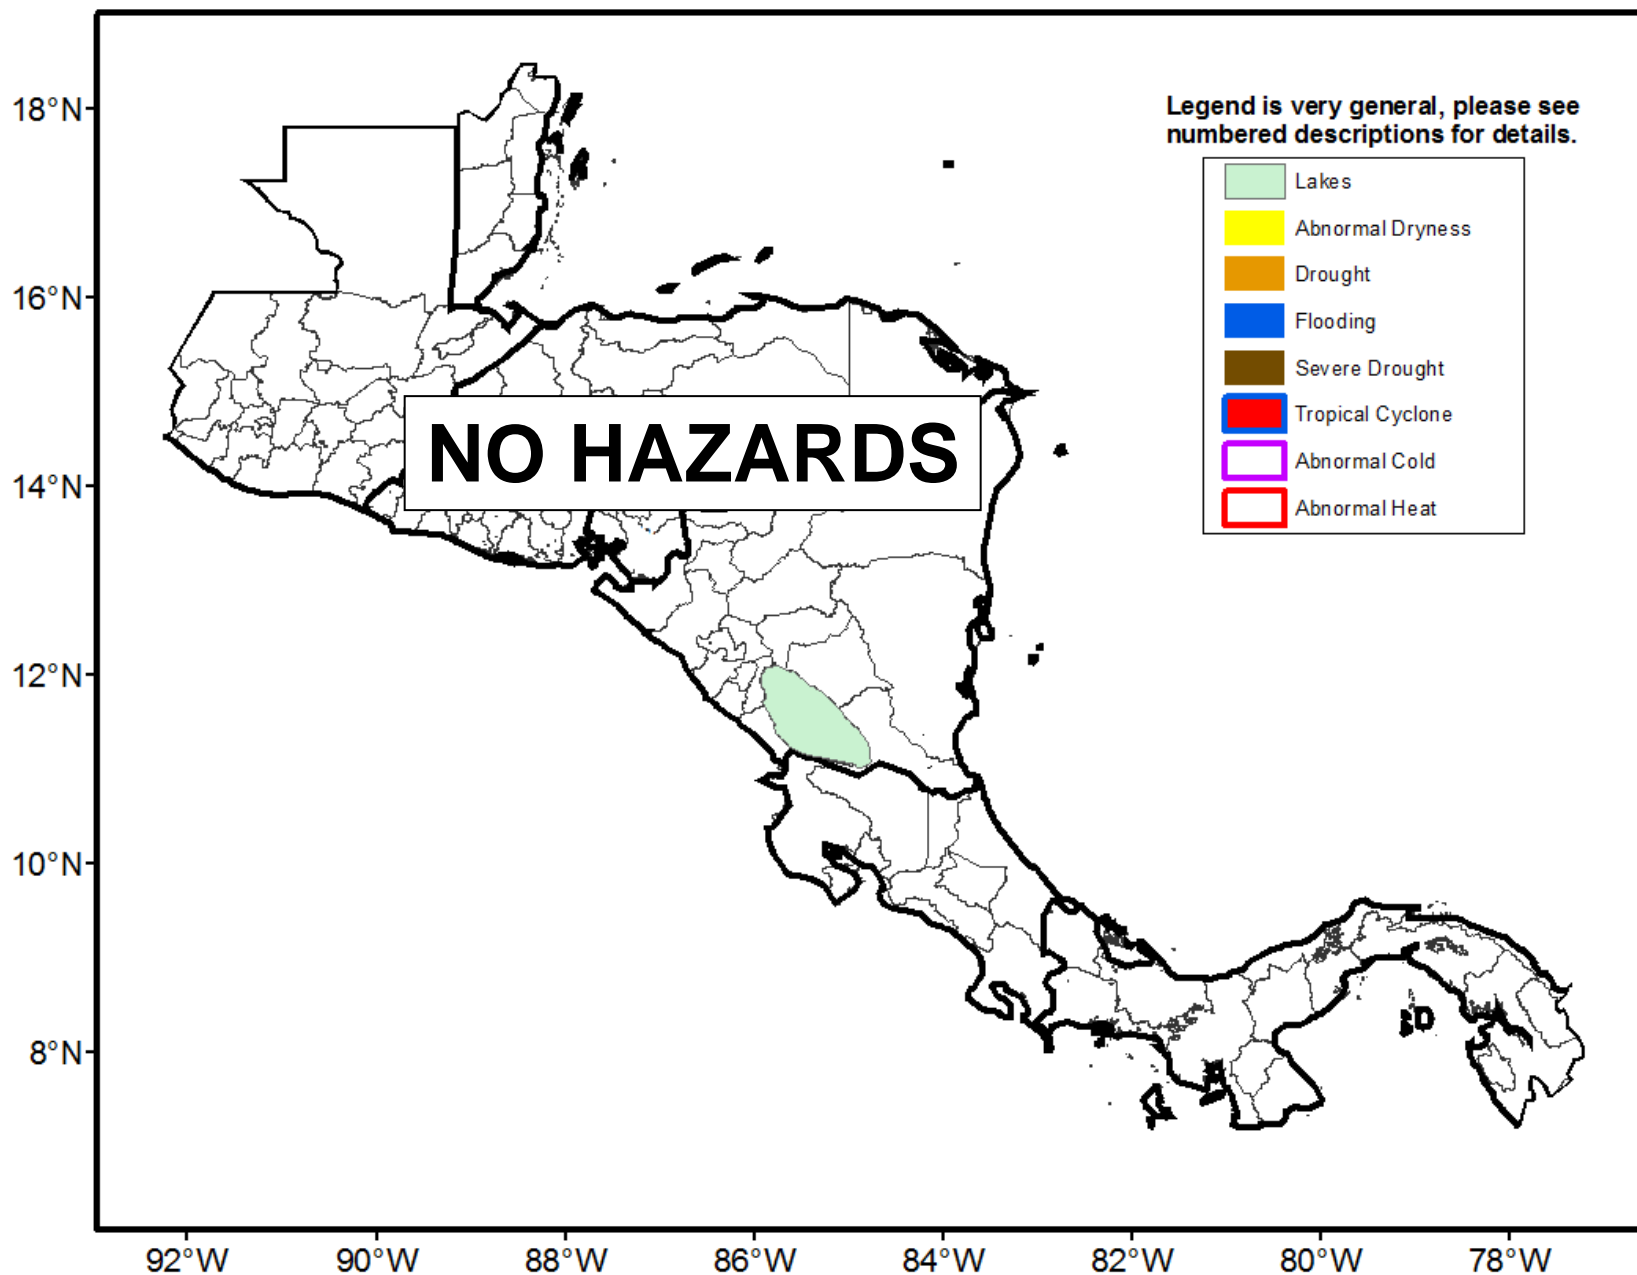 Legend is very general, please see
numbered descriptions for details.
Lakes
Abnormal Dryness
Drought
Flooding
Severe Drought
Tropical Cyclone
Abnormal Cold
Abnormal Heat
NO HAZARDS
18°N
16°N
14°N
12°N
10°N
8°N
92°W 90°W 88°W 86°W 84°W 82°W 80°W 78°W